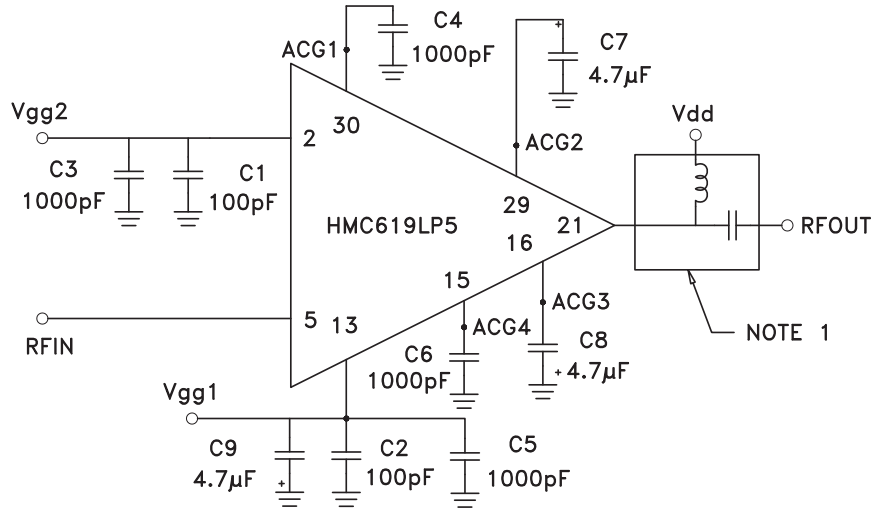 C4
1000pF
ACG1
C7
4.7µF
Vgg2
30
Vdd
2
ACG2
C3
1000pF
C1
100pF
29
HMC619LP5
21
RFOUT
16
15
ACG3
5
13
ACG4
NOTE 1
RFIN
C6
1000pF
C8
4.7µF
Vgg1
C9
4.7µF
C2
100pF
C5
1000pF